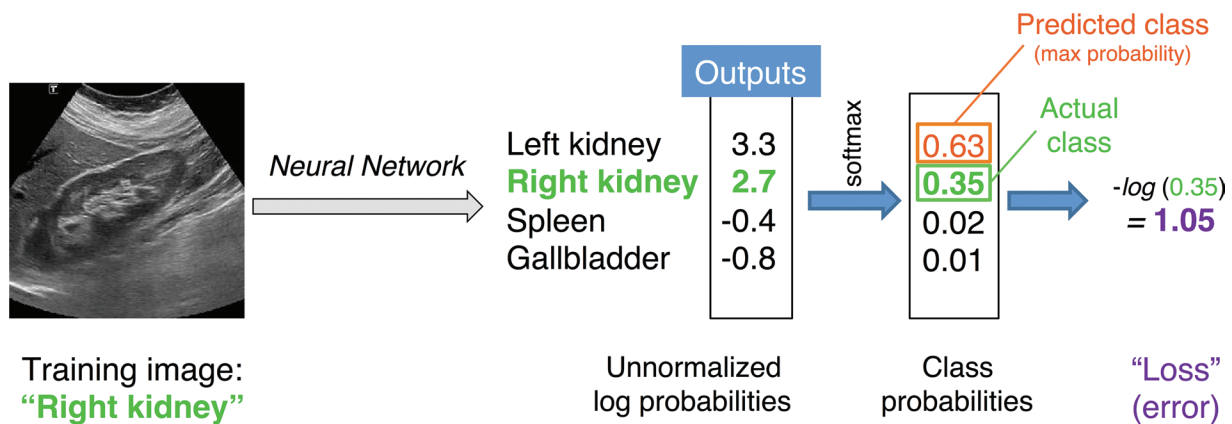 Predicted class
(max probability)
Outputs
Actual
class
T
Neural Network
softmax
Left kidney 3.3 0.63
Right kidney 2.7 0.35
Spleen -0.4 0.02
Gallbladder -0.8 0.01
-log (0.35)
= 1.05
Training image:
“Right kidney”
Unnormalized
log probabilities
Class
probabilities
“Loss”
(error)